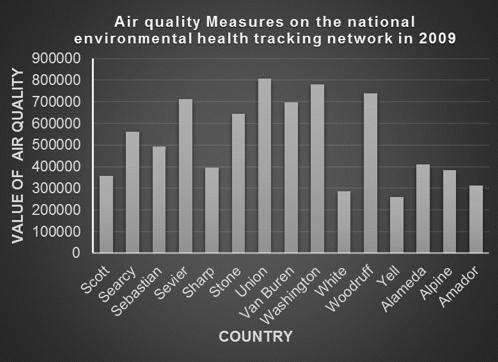 Air quality Measures on the national
environmental health tracking network in 2009
VALUE OF AIR QUALITY
900000
800000
700000
600000
500000
400000
300000
200000
100000
0
Scott
Searcy
Sebastian
Sevier
Sharp
Stone
Union
Van Buren
Washington
White
Woodruff
Yell
Alameda
Alpine
Amador
COUNTRY